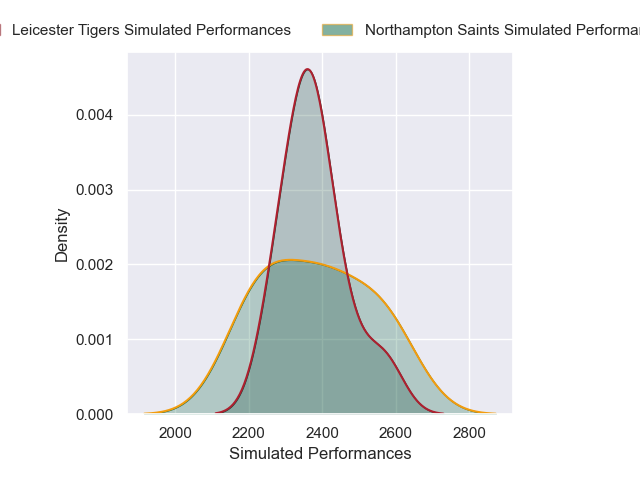 Leicester Tigers Simulated Performances
Northampton Saints Simulated
0.004
0.003
0.002
0.001
0.000
Density
2000 2200 2400 2600 2800
Simulated Performances